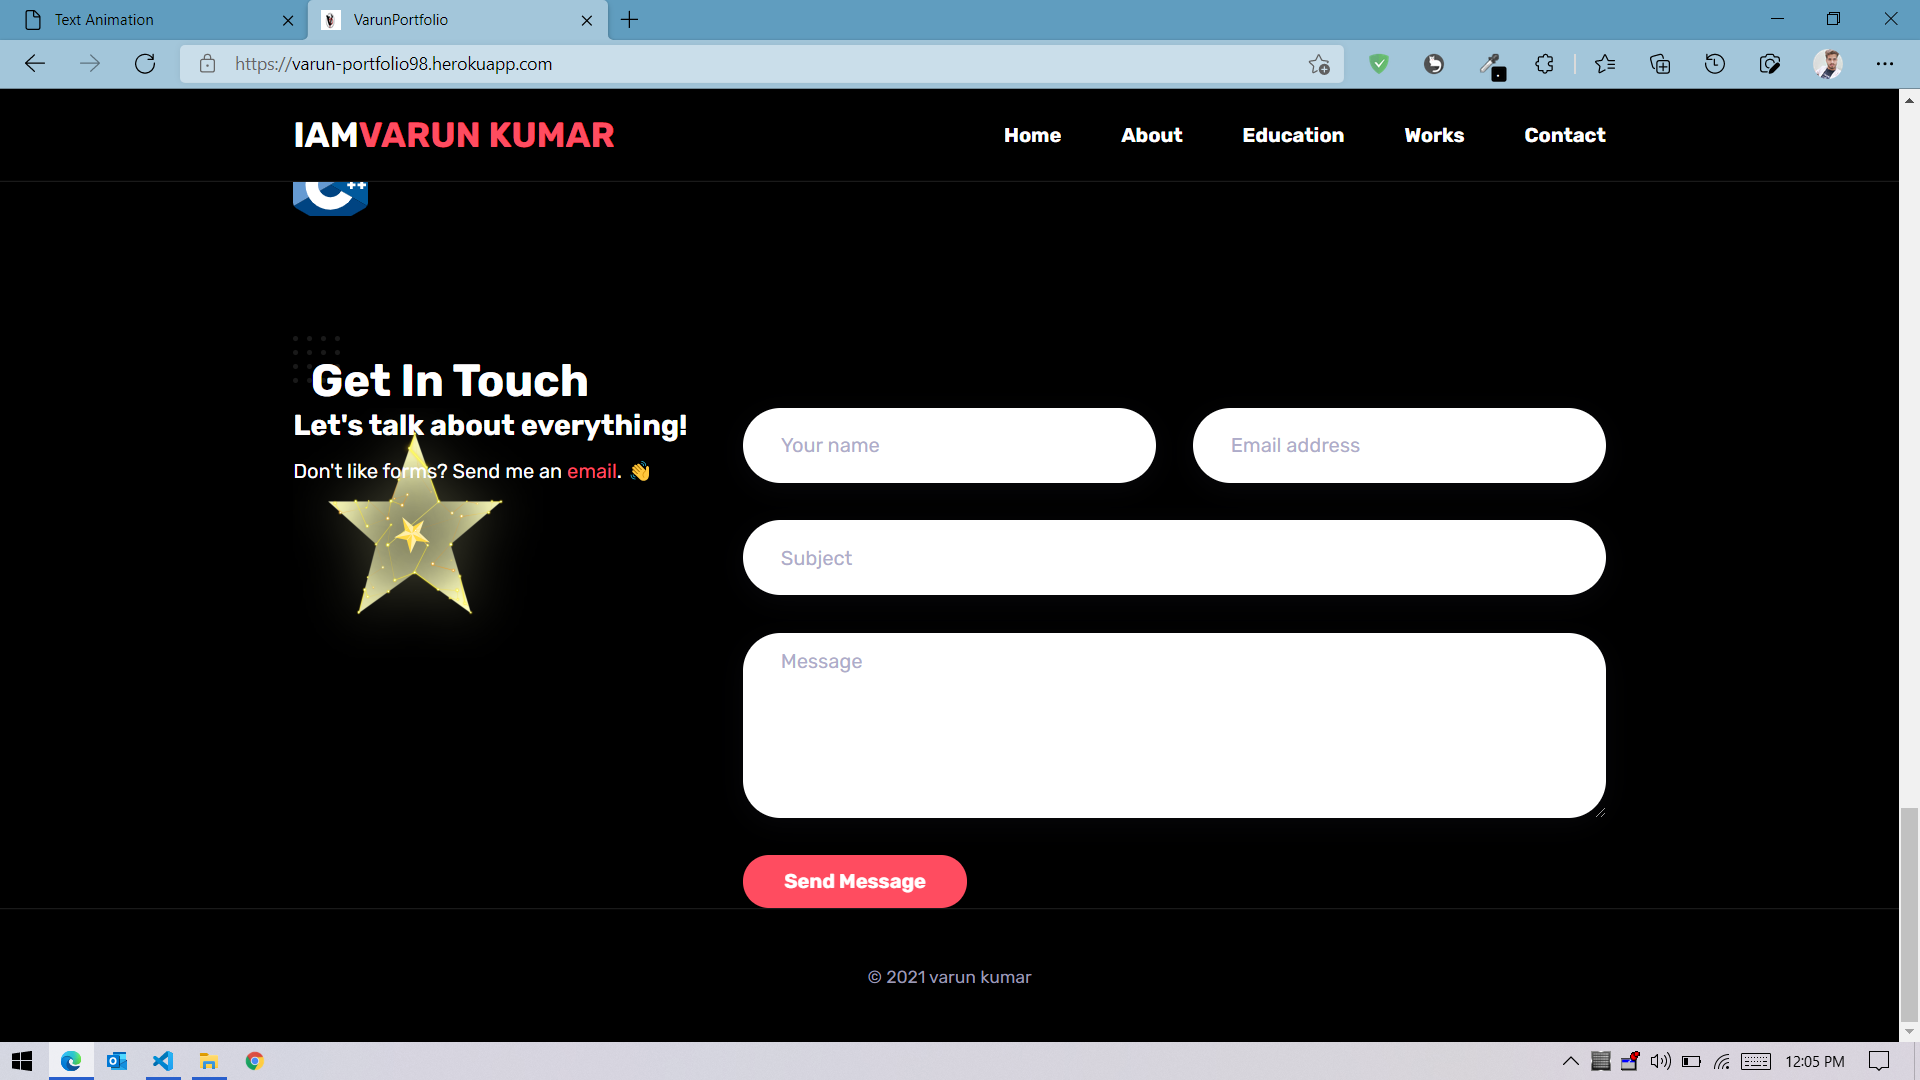 Text Animation
VarunPortfolio
https://varun-portfolio98.herokuapp.com
IAMVARUN KUMAR
Home
About
Education
Works
Contact
C++
Get In Touch
Let's talk about everything!
Don't like forms? Send me an email. 👋
Your name
Email address
Subject
Message
Send Message
© 2021 varun kumar
12:05 PM